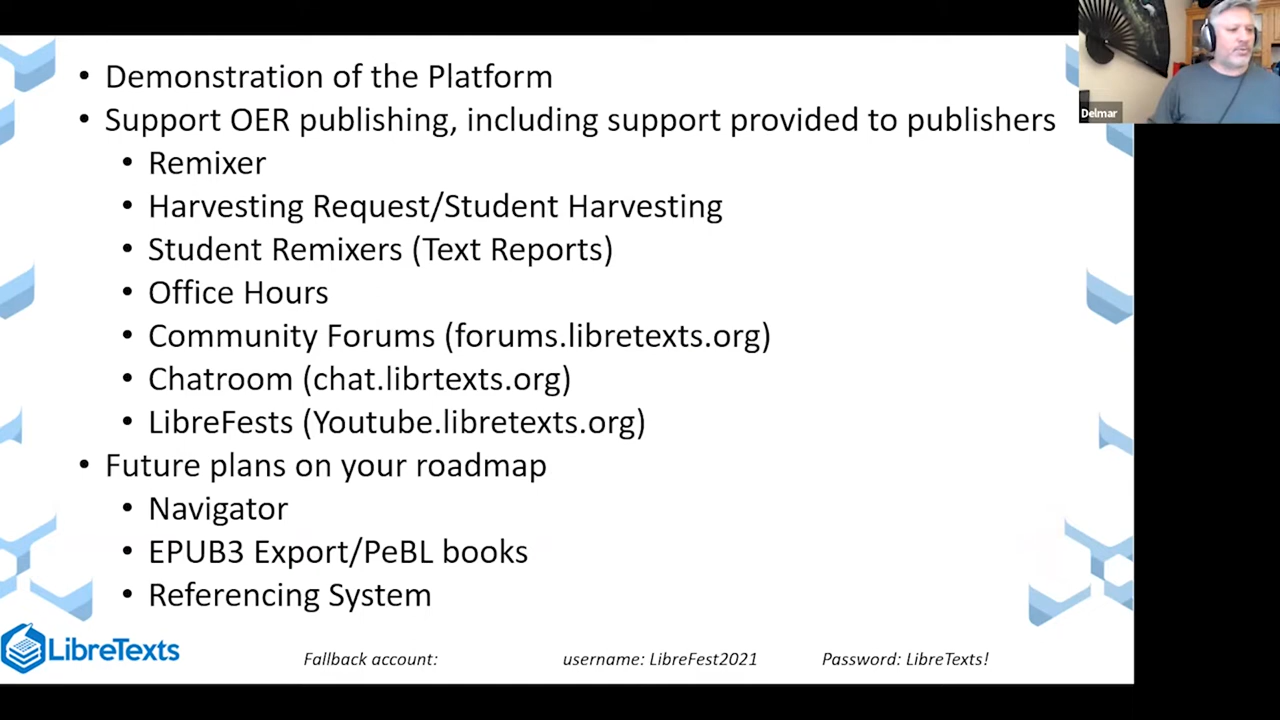 • Demonstration of the Platform
• Support OER publishing, including support provided to publishers
• Remixer
• Harvesting Request/Student Harvesting
• Student Remixers (Text Reports)
• Office Hours
• Community Forums (forums.libretexts.org)
• Chatroom (chat.librtexts.org)
• LibreFests (Youtube.libretexts.org)
• Future plans on your roadmap
• Navigator
• EPUB3 Export/PeBL books
• Referencing System
LibreTexts
Fallback account: username: LibreFest2021 Password: LibreTexts!
Delmar